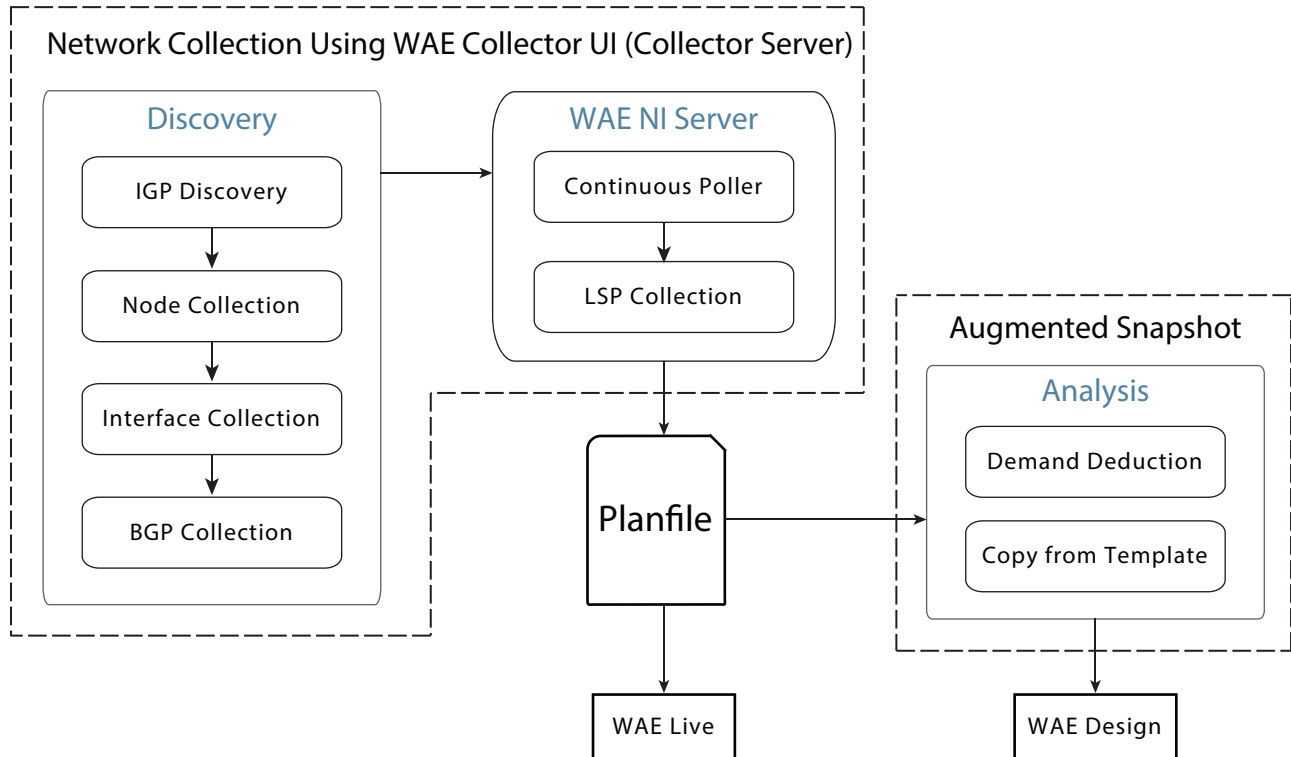 Network Collection Using WAE Collector UI (Collector Server)
Discovery
IGP Discovery
Node Collection
Interface Collection
BGP Collection
WAE NI Server
Continuous Poller
LSP Collection
Planfile
WAE Live
Augmented Snapshot
Analysis
Demand Deduction
Copy from Template
WAE Design